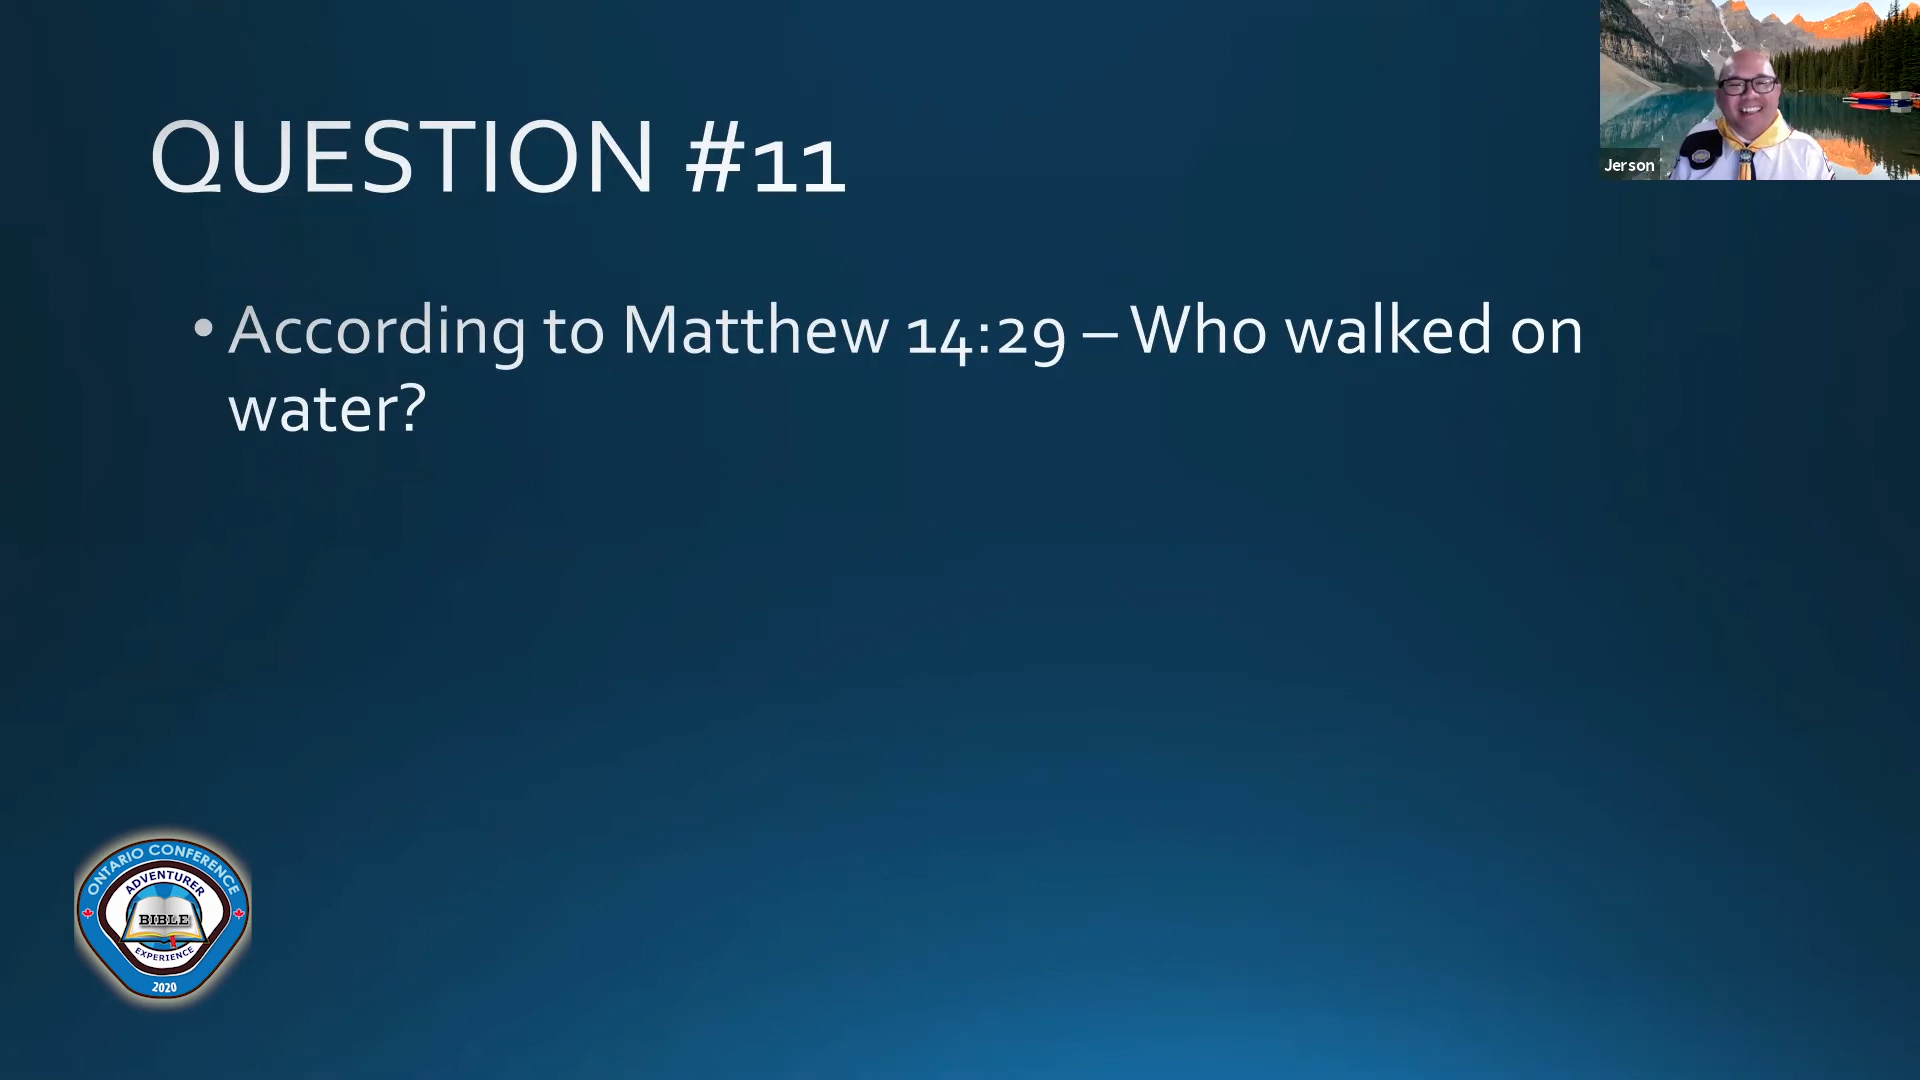 QUESTION #11
Jerson
• According to Matthew 14:29 – Who walked on
water?
ONTARIO CONFERENCE
ADVENTURER
BIBLE
EXPERIENCE
2020